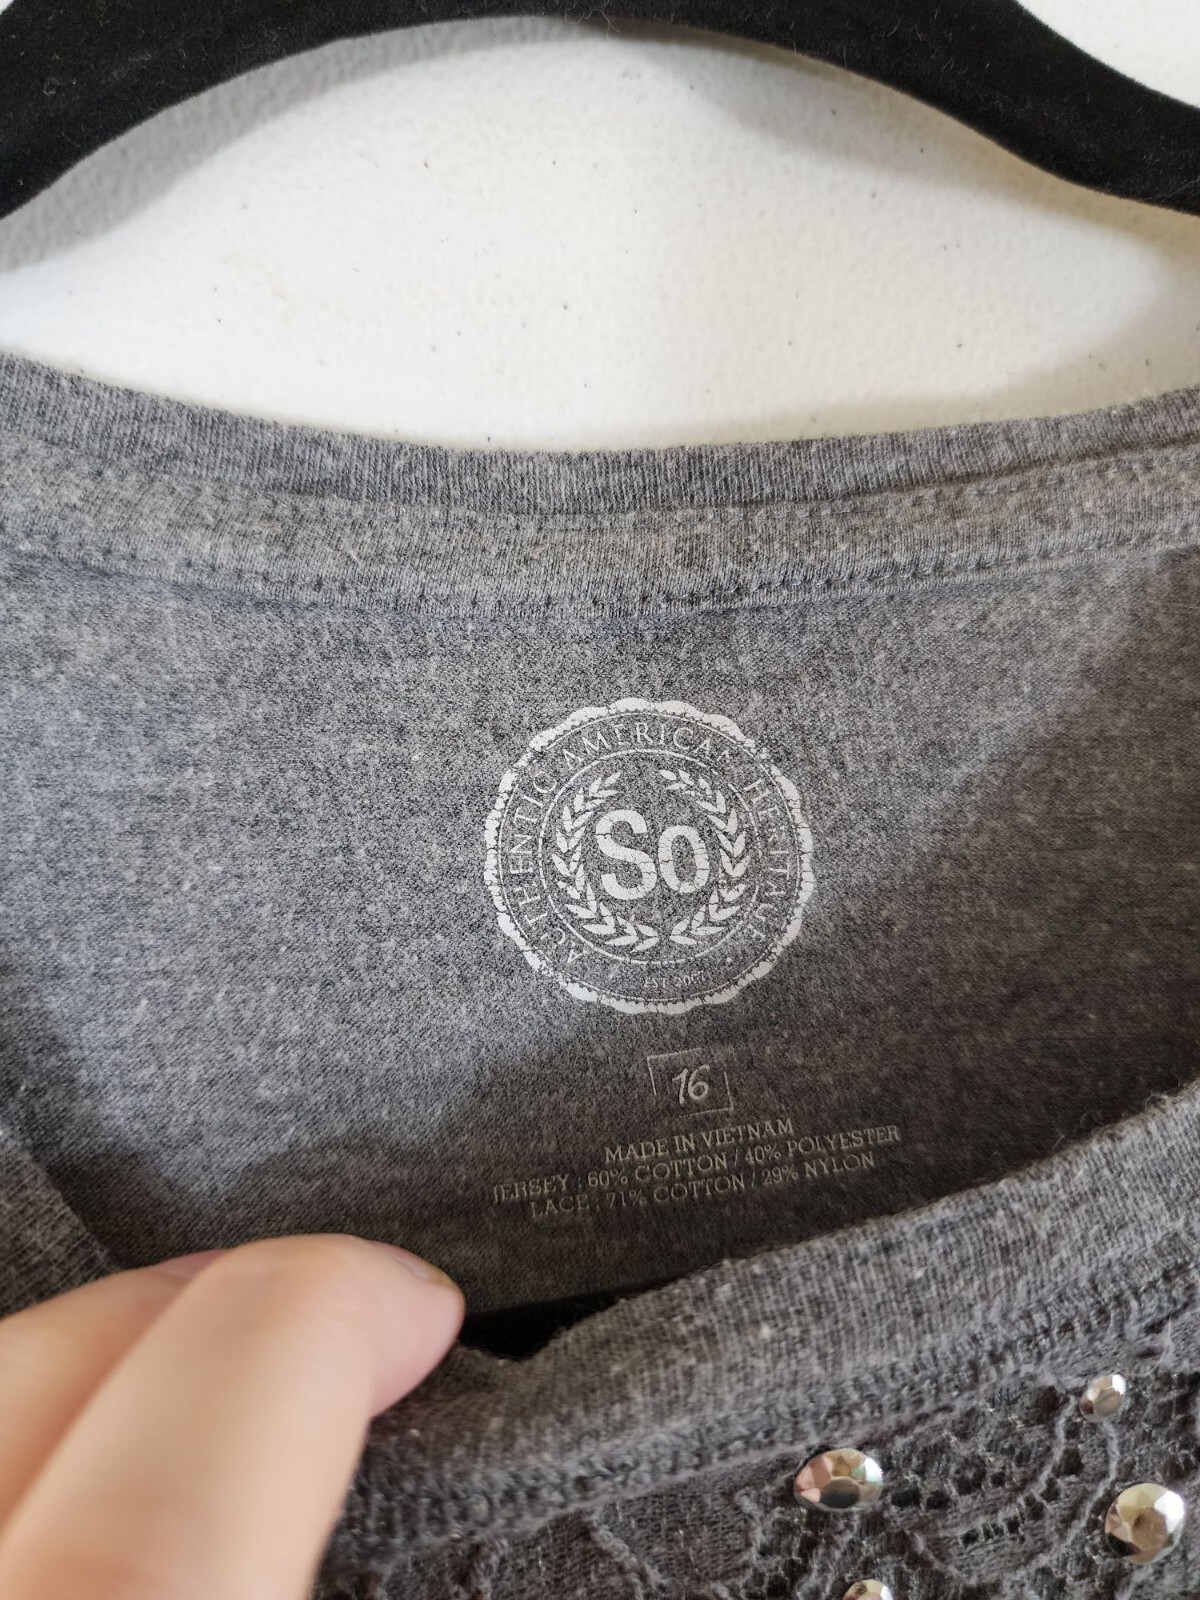 AUTHENTIC AMERICAN HERITAGE
So
16
MADE IN VIETNAM
JERSEY : 60% COTTON / 40% POLYESTER
LACE : 71% COTTON / 29% NYLON